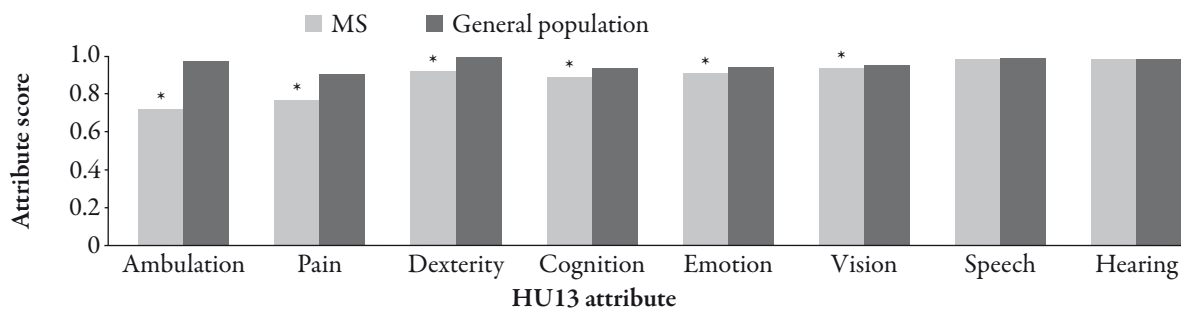 MS General population
Attribute score
1.0
0.8
0.6
0.4
0.2
0
* * * * * *
Ambulation Pain Dexterity Cognition Emotion Vision Speech Hearing
HU13 attribute